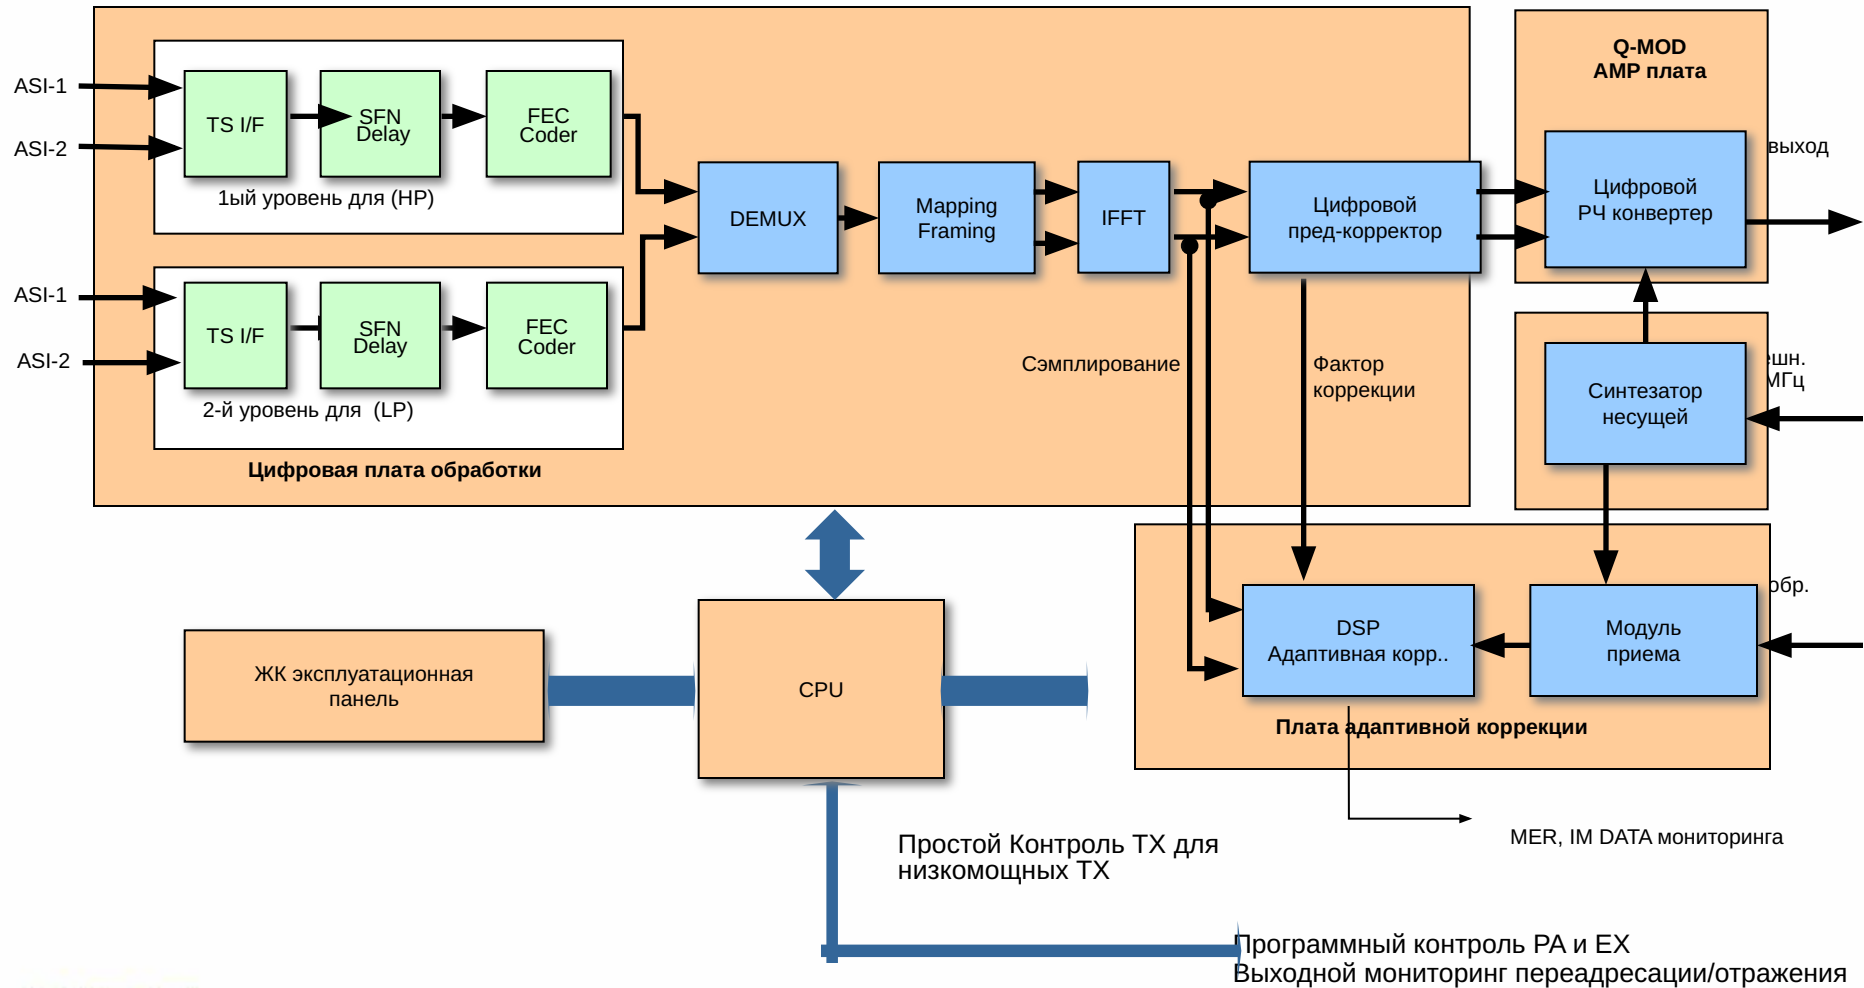 Q-MOD
AMP плата
ASI-1
ASI-2
TS I/F
SFN
Delay
FEC
Coder
1ый уровень для (HP)
DEMUX
Mapping
Framing
IFFT
Цифровой
пред-корректор
Цифровой
РЧ конвертер
выход
ASI-1
ASI-2
TS I/F
SFN
Delay
FEC
Coder
2-й уровень для (LP)
Цифровая плата обработки
Сэмплирование
Фактор
коррекции
Синтезатор
несущей
МГц
DSP
Адаптивная корр..
Модуль
приема
обр.
Плата адаптивной коррекции
ЖК эксплуатационная
панель
CPU
MER, IM DATA мониторинга
Простой Контроль TX для
низкомощных TX
Программный контроль PA и EX
Выходной мониторинг переадресации/отражения